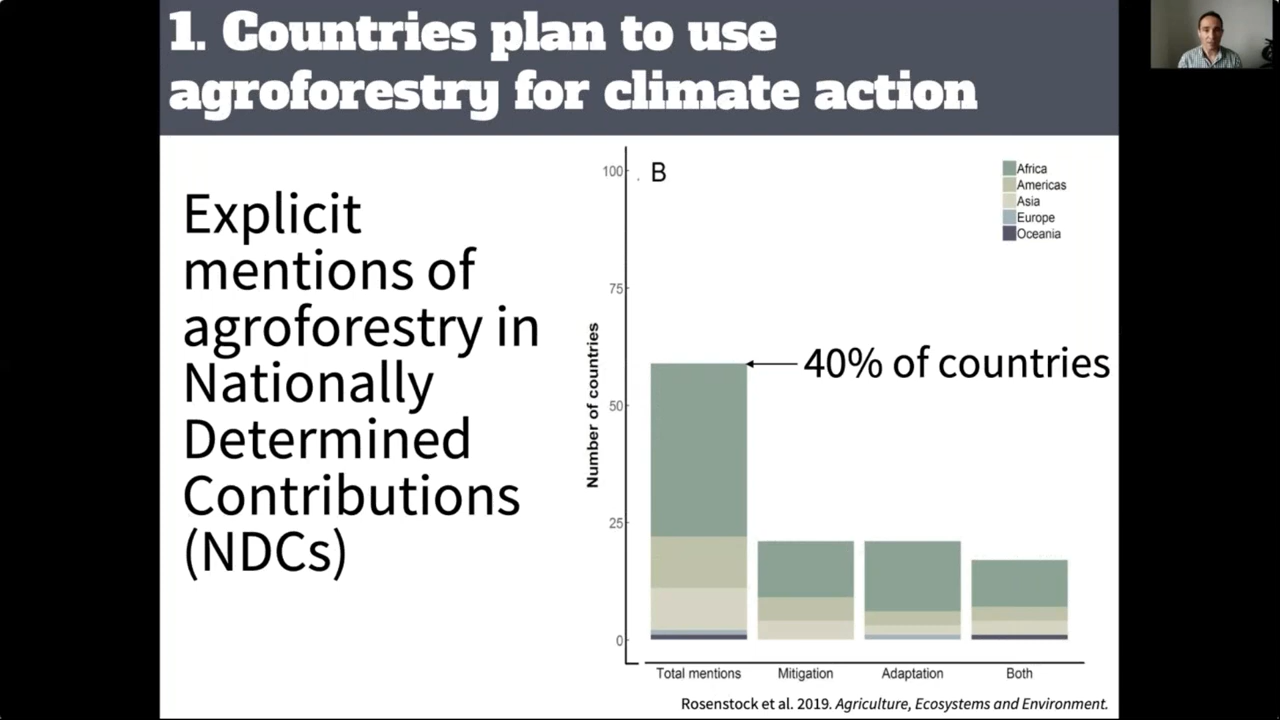 1. Countries plan to use
agroforestry for climate action
Explicit
mentions of
agroforestry in
Nationally
Determined
Contributions
(NDCs)
B
100
75
50
25
0
Number of countries
Africa
Americas
Asia
Europe
Oceania
40% of countries
Total mentions
Mitigation
Adaptation
Both
Rosenstock et al. 2019. Agriculture, Ecosystems and Environment.